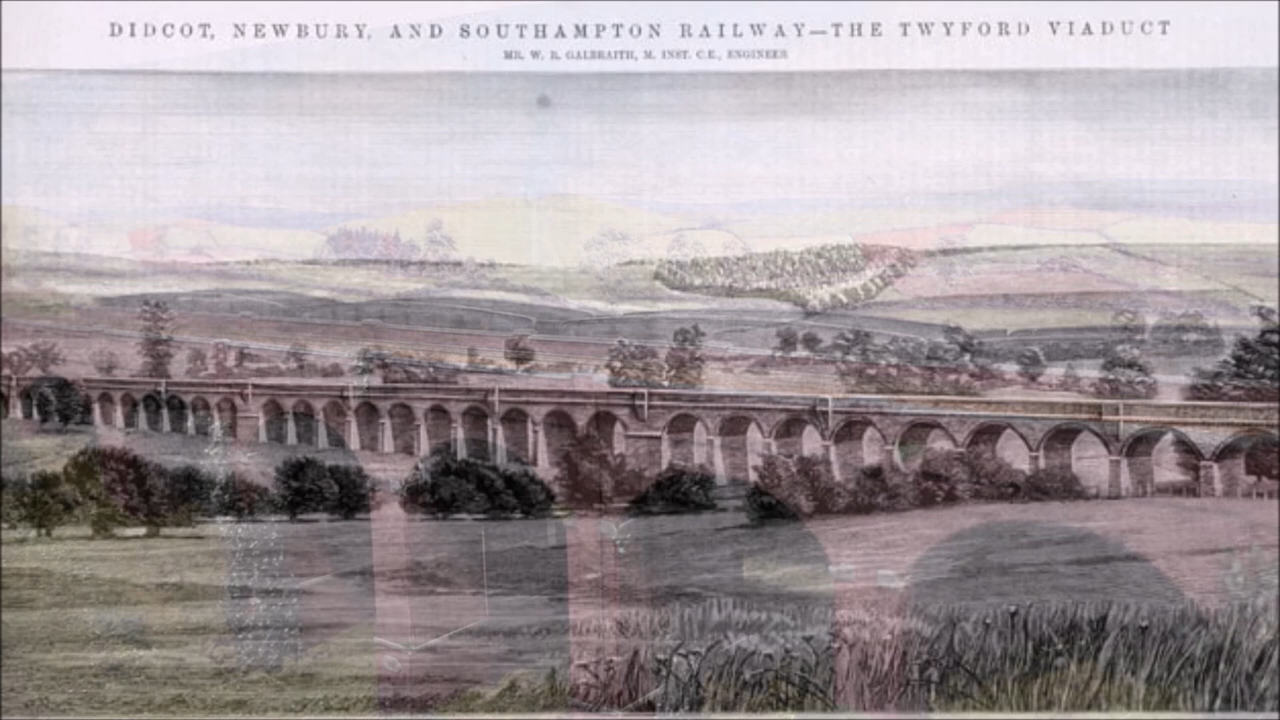 DIDCOT, NEWBURY, AND SOUTHAMPTON RAILWAY—THE TWYFORD VIADUCT
MR. W. R. GALBRAITH, M. INST. C.E., ENGINEER